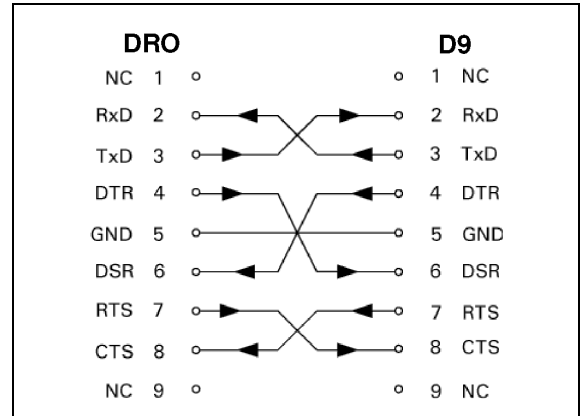 DRO D9
NC 1 1 NC
RxD 2 2 RxD
TxD 3 3 TxD
DTR 4 4 DTR
GND 5 5 GND
DSR 6 6 DSR
RTS 7 7 RTS
CTS 8 8 CTS
NC 9 9 NC